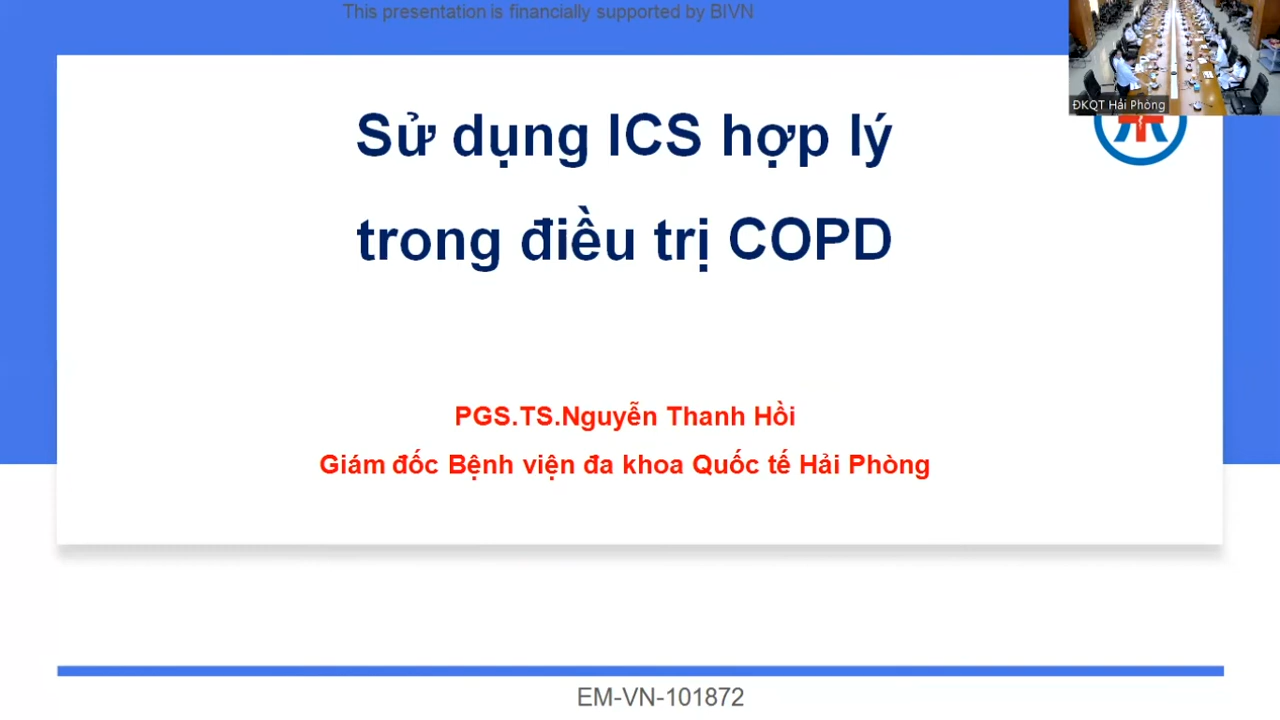 This presentation is financially supported by BIVN
ĐKQT Hải Phòng
Sử dụng ICS hợp lý
trong điều trị COPD
PGS.TS.Nguyễn Thanh Hồi
Giám đốc Bệnh viện đa khoa Quốc tế Hải Phòng
EM-VN-101872